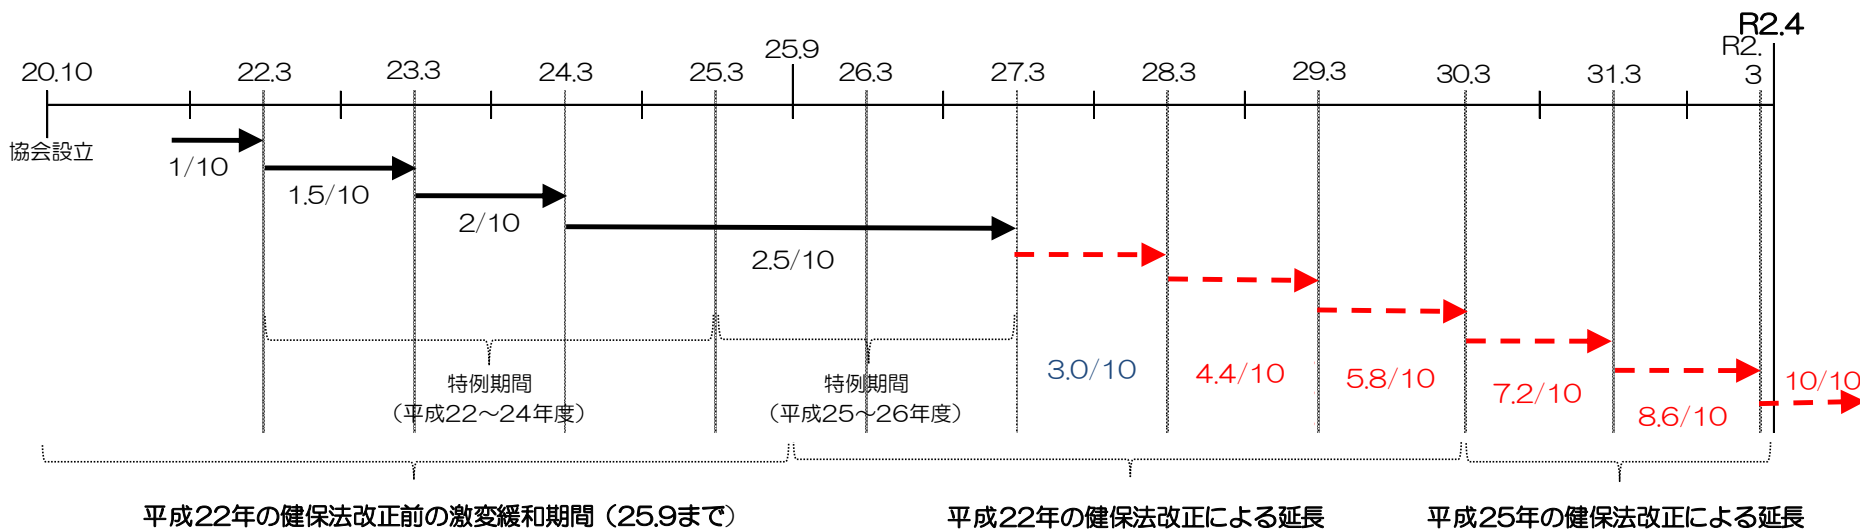 R2.4
25.9
R2.
20.10 22.3 23.3 24.3 25.3 26.3 27.3 28.3 29.3 30.3 31.3 3
協会設立
1/10
1.5/10
2/10
2.5/10
3.0/10
4.4/10
5.8/10
7.2/10
8.6/10
10/10
特例期間
(平成22～24年度)
特例期間
(平成25～26年度)
平成22年の健保法改正前の激変緩和期間(25.9まで)
平成22年の健保法改正による延長
平成25年の健保法改正による延長